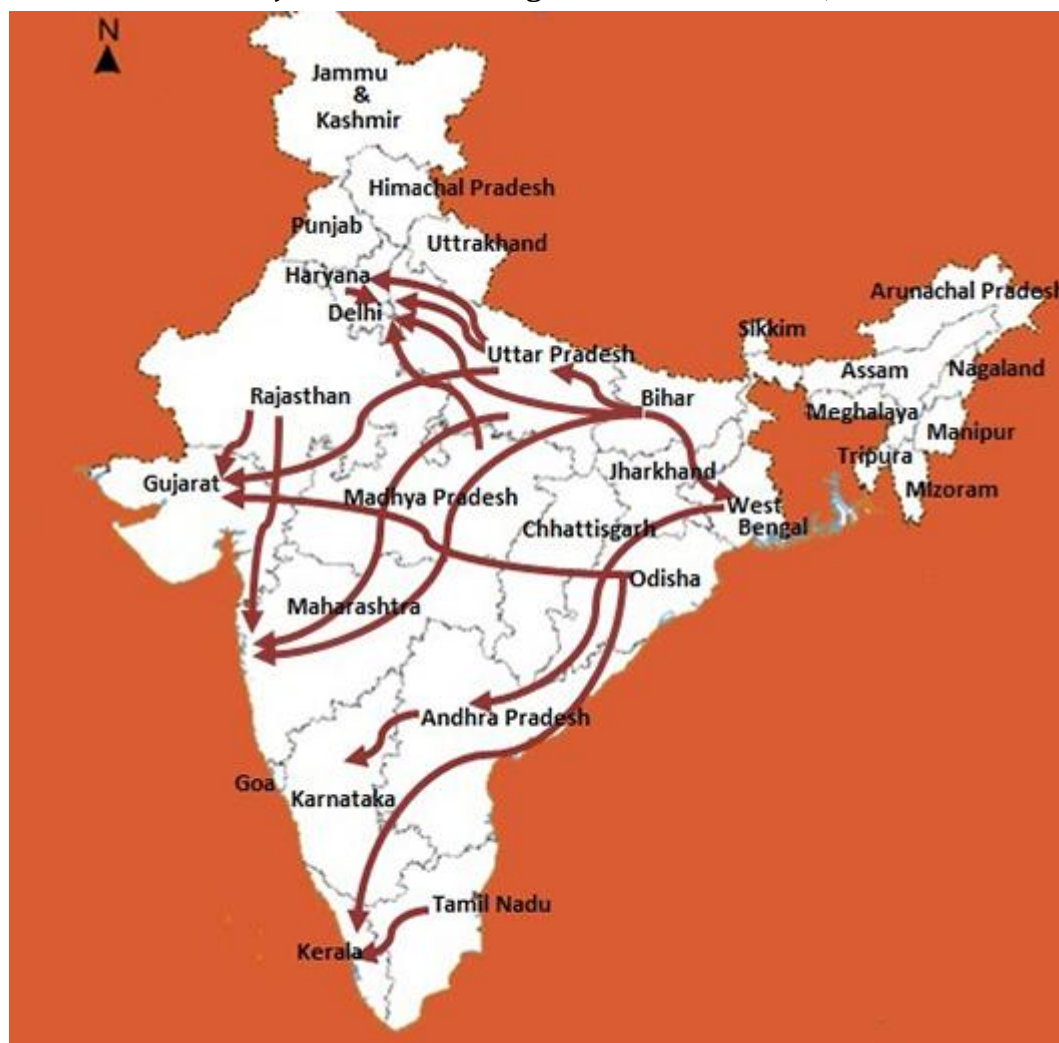 N
Jammu
&
Kashmir
Himachal Pradesh
Punjab
Uttrakhand
Haryana
Delhi
Arunachal Pradesh
Sikkim
Uttar Pradesh
Assam
Nagaland
Rajasthan
Bihar
Meghalaya
Manipur
Tripura
Jharkhand
Gujarat
Madhya Pradesh
Mizoram
West
Bengal
Chhattisgarh
Odisha
Maharashtra
Andhra Pradesh
Goa
Karnataka
Tamil Nadu
Kerala